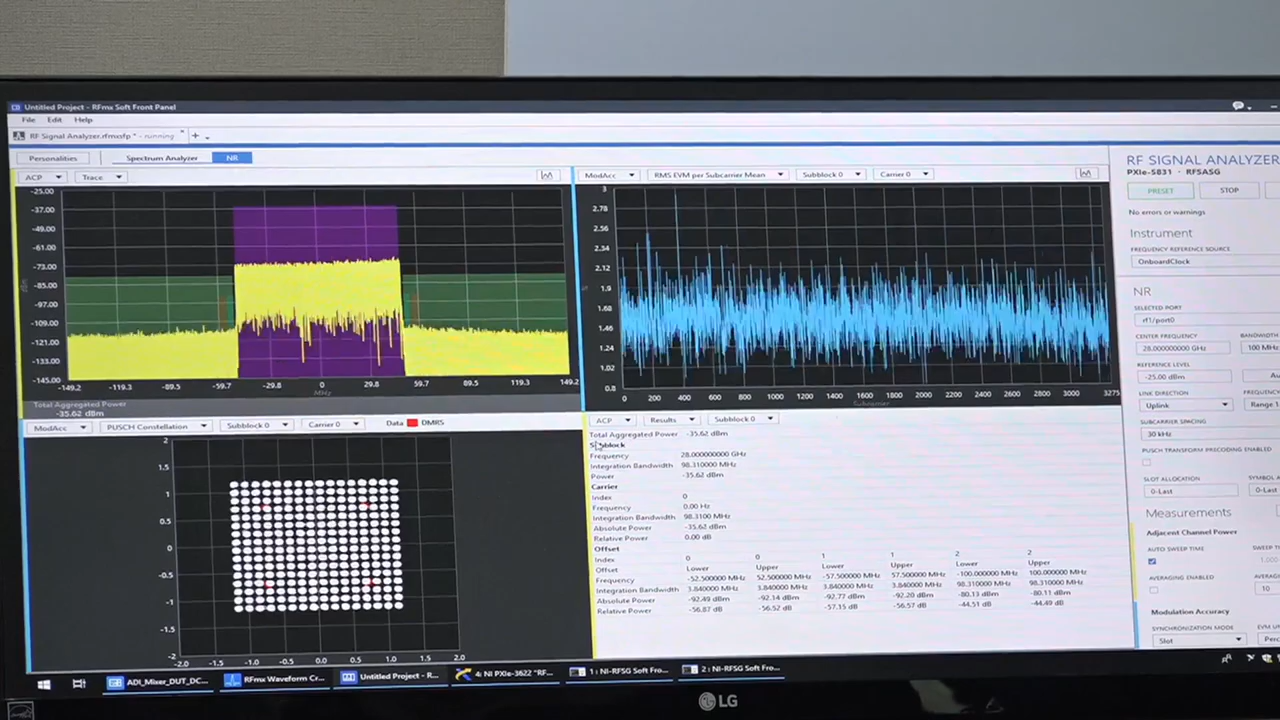 Untitled Project - RFmx Soft Front Panel
File Edit Help
RF Signal Analyzer.rfmxsfp * - running
Personalities Spectrum Analyzer NR
ACP Trace
-25.00
-37.00
-49.00
-61.00
-73.00
-85.00
-97.00
-109.00
-121.00
-133.00
-145.00
-149.2 -119.3 -89.5 -59.7 -29.8 0 29.8 59.7 89.5 119.3 149.2
MHz
Total Aggregated Power
-35.62 dBm
ModAcc RMS EVM per Subcarrier Mean Subblock 0 Carrier 0
3
2.78
2.56
2.34
2.12
1.9
1.68
1.46
1.24
1.02
0.8
0 200 400 600 800 1000 1200 1400 1600 1800 2000 2200 2400 2600 2800 3000 3275
Subcarrier
ModAcc PUSCH Constellation Subblock 0 Carrier 0 Data DMRS
2
1.5
1
0.5
0
-0.5
-1
-1.5
-2
-2.0 -1.5 -1.0 -0.5 0.0 0.5 1.0 1.5 2.0
ACP Results Subblock 0
Total Aggregated Power -35.62 dBm
Subblock
Frequency 28.000000000 GHz
Integration Bandwidth 98.310000 MHz
Power -35.62 dBm
Carrier
Index 0
Frequency 0.00 Hz
Integration Bandwidth 98.3100 MHz
Absolute Power -35.62 dBm
Relative Power 0.00 dB
Offset
Index 0 0 1 1 2 2
Offset Lower Upper Lower Upper Lower Upper
Frequency -52.500000 MHz 52.500000 MHz -57.500000 MHz 57.500000 MHz -100.000000 MHz 100.000000 MHz
Integration Bandwidth 3.840000 MHz 3.840000 MHz 3.840000 MHz 3.840000 MHz 98.310000 MHz 98.310000 MHz
Absolute Power -92.49 dBm -92.14 dBm -92.77 dBm -92.20 dBm -80.13 dBm -80.11 dBm
Relative Power -56.87 dB -56.52 dB -57.15 dB -56.57 dB -44.51 dB -44.49 dB
RF SIGNAL ANALYZER
PXIe-5831 · RFSASG
PRESET STOP
No errors or warnings
Instrument
FREQUENCY REFERENCE SOURCE
OnboardClock
NR
SELECTED PORT
rf1/port0
CENTER FREQUENCY BANDWIDTH
28.000000000 GHz 100 MHz
REFERENCE LEVEL
-25.00 dBm Au
LINK DIRECTION FREQUENCY
Uplink Range 1
SUBCARRIER SPACING
30 kHz
PUSCH TRANSFORM PRECODING ENABLED
SLOT ALLOCATION SYMBOL A
0-Last 0-Last
Measurements
Adjacent Channel Power
AUTO SWEEP TIME SWEEP T
1.000
AVERAGING ENABLED AVERAGING
10
Modulation Accuracy
SYNCHRONIZATION MODE EVM U
Slot Perc
ADI_Mixer_DUT_DC... RFmx Waveform Cr... Untitled Project - R... 4: NI PXIe-3622 "RF... 1 : NI-RFSG Soft Fro... 2 : NI-RFSG Soft Fro...
LG